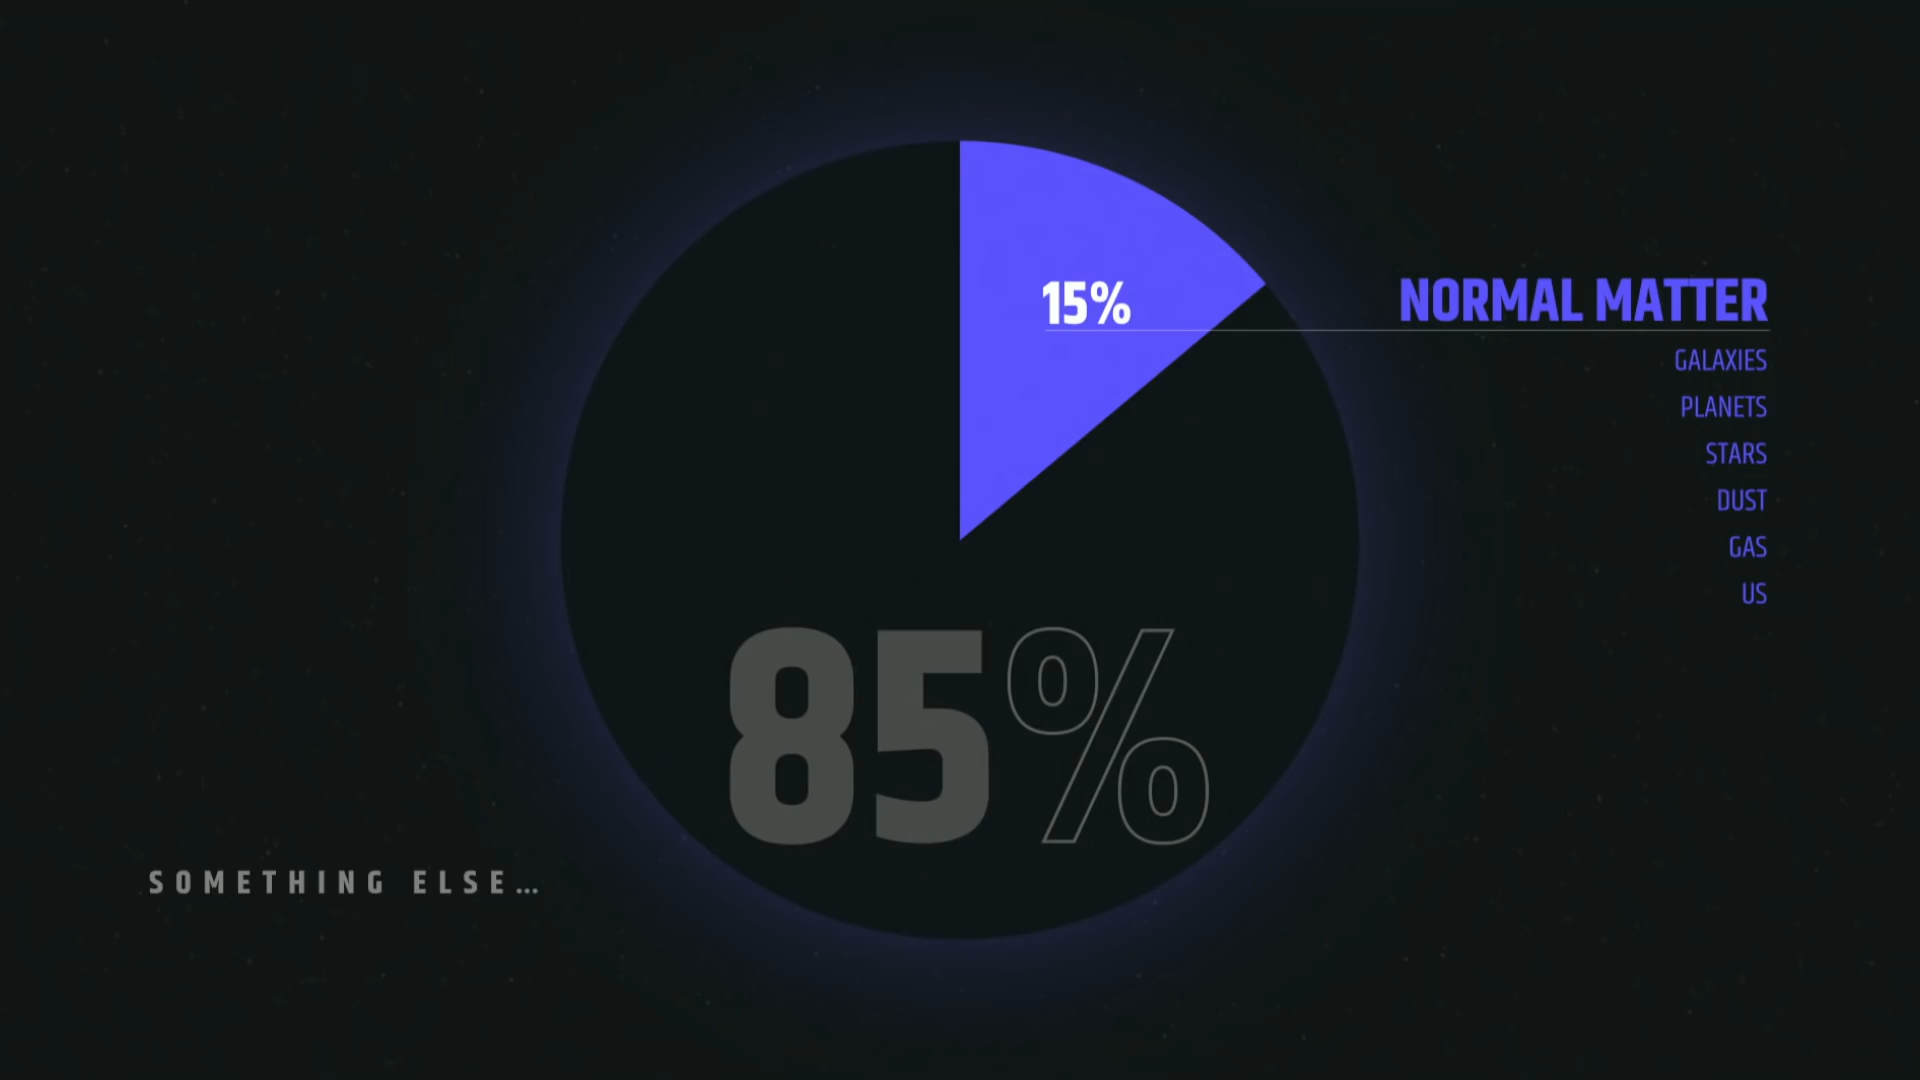 15%
NORMAL MATTER
GALAXIES
PLANETS
STARS
DUST
GAS
US
85%
SOMETHING ELSE...